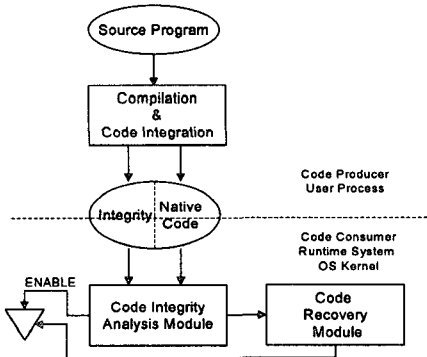 Source Program
Compilation
&
Code Integration
Code Producer
User Process
Integrity
Native
Code
Code Consumer
Runtime System
OS Kernel
ENABLE
Code Integrity
Analysis Module
Code
Recovery
Module